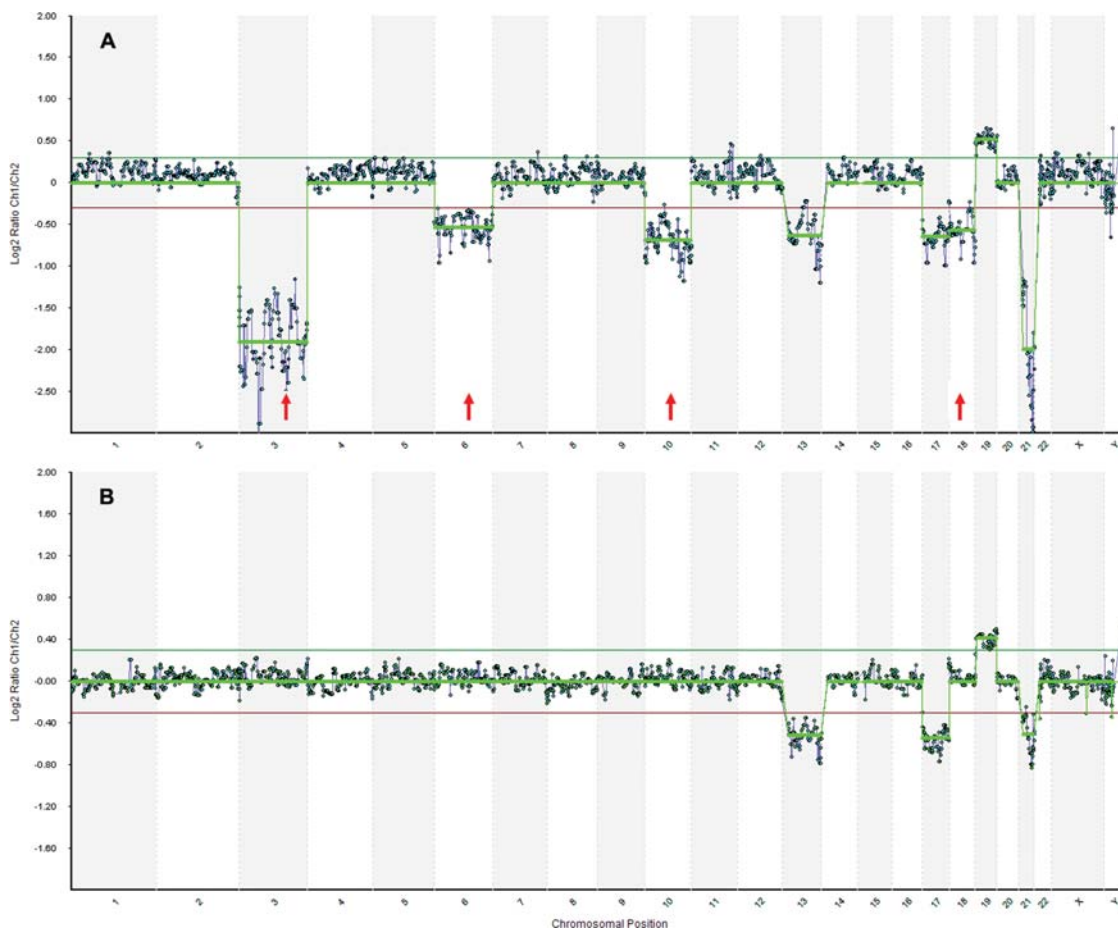 A
2.00
1.50
1.00
0.50
0
-0.50
-1.00
-1.50
-2.00
-2.50
Log2 Ratio Ch1/Ch2
1 2 3 4 5 6 7 8 9 10 11 12 13 14 15 16 17 18 19 20 21 22 X Y
B
2.00
1.60
1.20
0.80
0.40
-0.00
-0.40
-0.80
-1.20
-1.60
Log2 Ratio Ch1/Ch2
1 2 3 4 5 6 7 8 9 10 11 12 13 14 15 16 17 18 19 20 21 22 X Y
Chromosomal Position